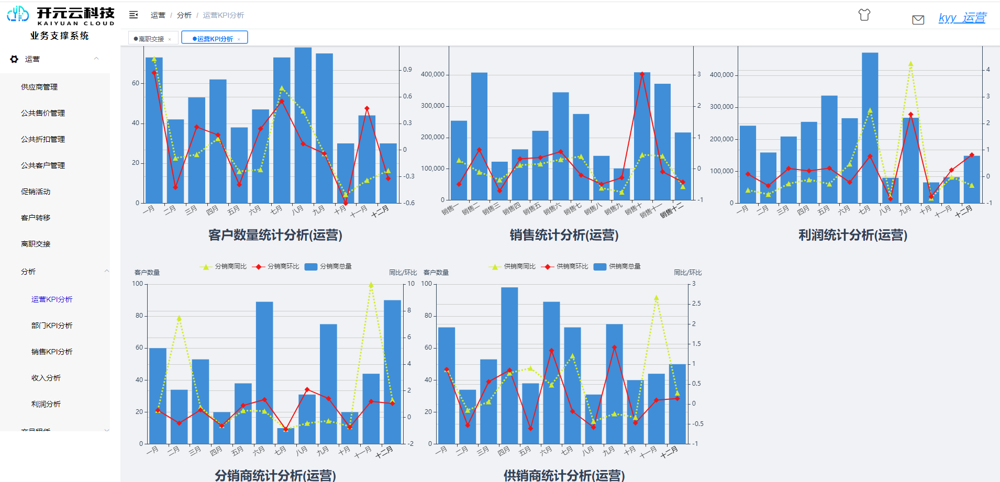 开元云科技
KAIYUAN CLOUD
业务支撑系统
运营 / 分析 / 运营KPI分析
kyy_运营
离职交接 ×
运营KPI分析 ×
运营
供应商管理
公共售价管理
公共折扣管理
公共客户管理
促销活动
客户转移
离职交接
分析
运营KPI分析
部门KPI分析
销售KPI分析
收入分析
利润分析
60
40
20
0
0.9
0.6
0.3
0
-0.3
-0.6
一月 二月 三月 四月 五月 六月 七月 八月 九月 十月 十一月 十二月
客户数量统计分析(运营)
400,000
300,000
200,000
100,000
0
3
2
1
0
-1
销售一 销售二 销售三 销售四 销售五 销售六 销售七 销售八 销售九 销售十 销售十一 销售十二
销售统计分析(运营)
400,000
300,000
200,000
100,000
0
4
3
2
1
0
-1
一月 二月 三月 四月 五月 六月 七月 八月 九月 十月 十一月 十二月
利润统计分析(运营)
分销商同比 分销商环比 分销商总量
客户数量
同比/环比
100
80
60
40
20
0
10
8
6
4
2
0
-2
一月 二月 三月 四月 五月 六月 七月 八月 九月 十月 十一月 十二月
分销商统计分析(运营)
供销商同比 供销商环比 供销商总量
客户数量
同比/环比
100
80
60
40
20
0
3
2.5
2
1.5
1
0.5
0
-0.5
-1
一月 二月 三月 四月 五月 六月 七月 八月 九月 十月 十一月 十二月
供销商统计分析(运营)